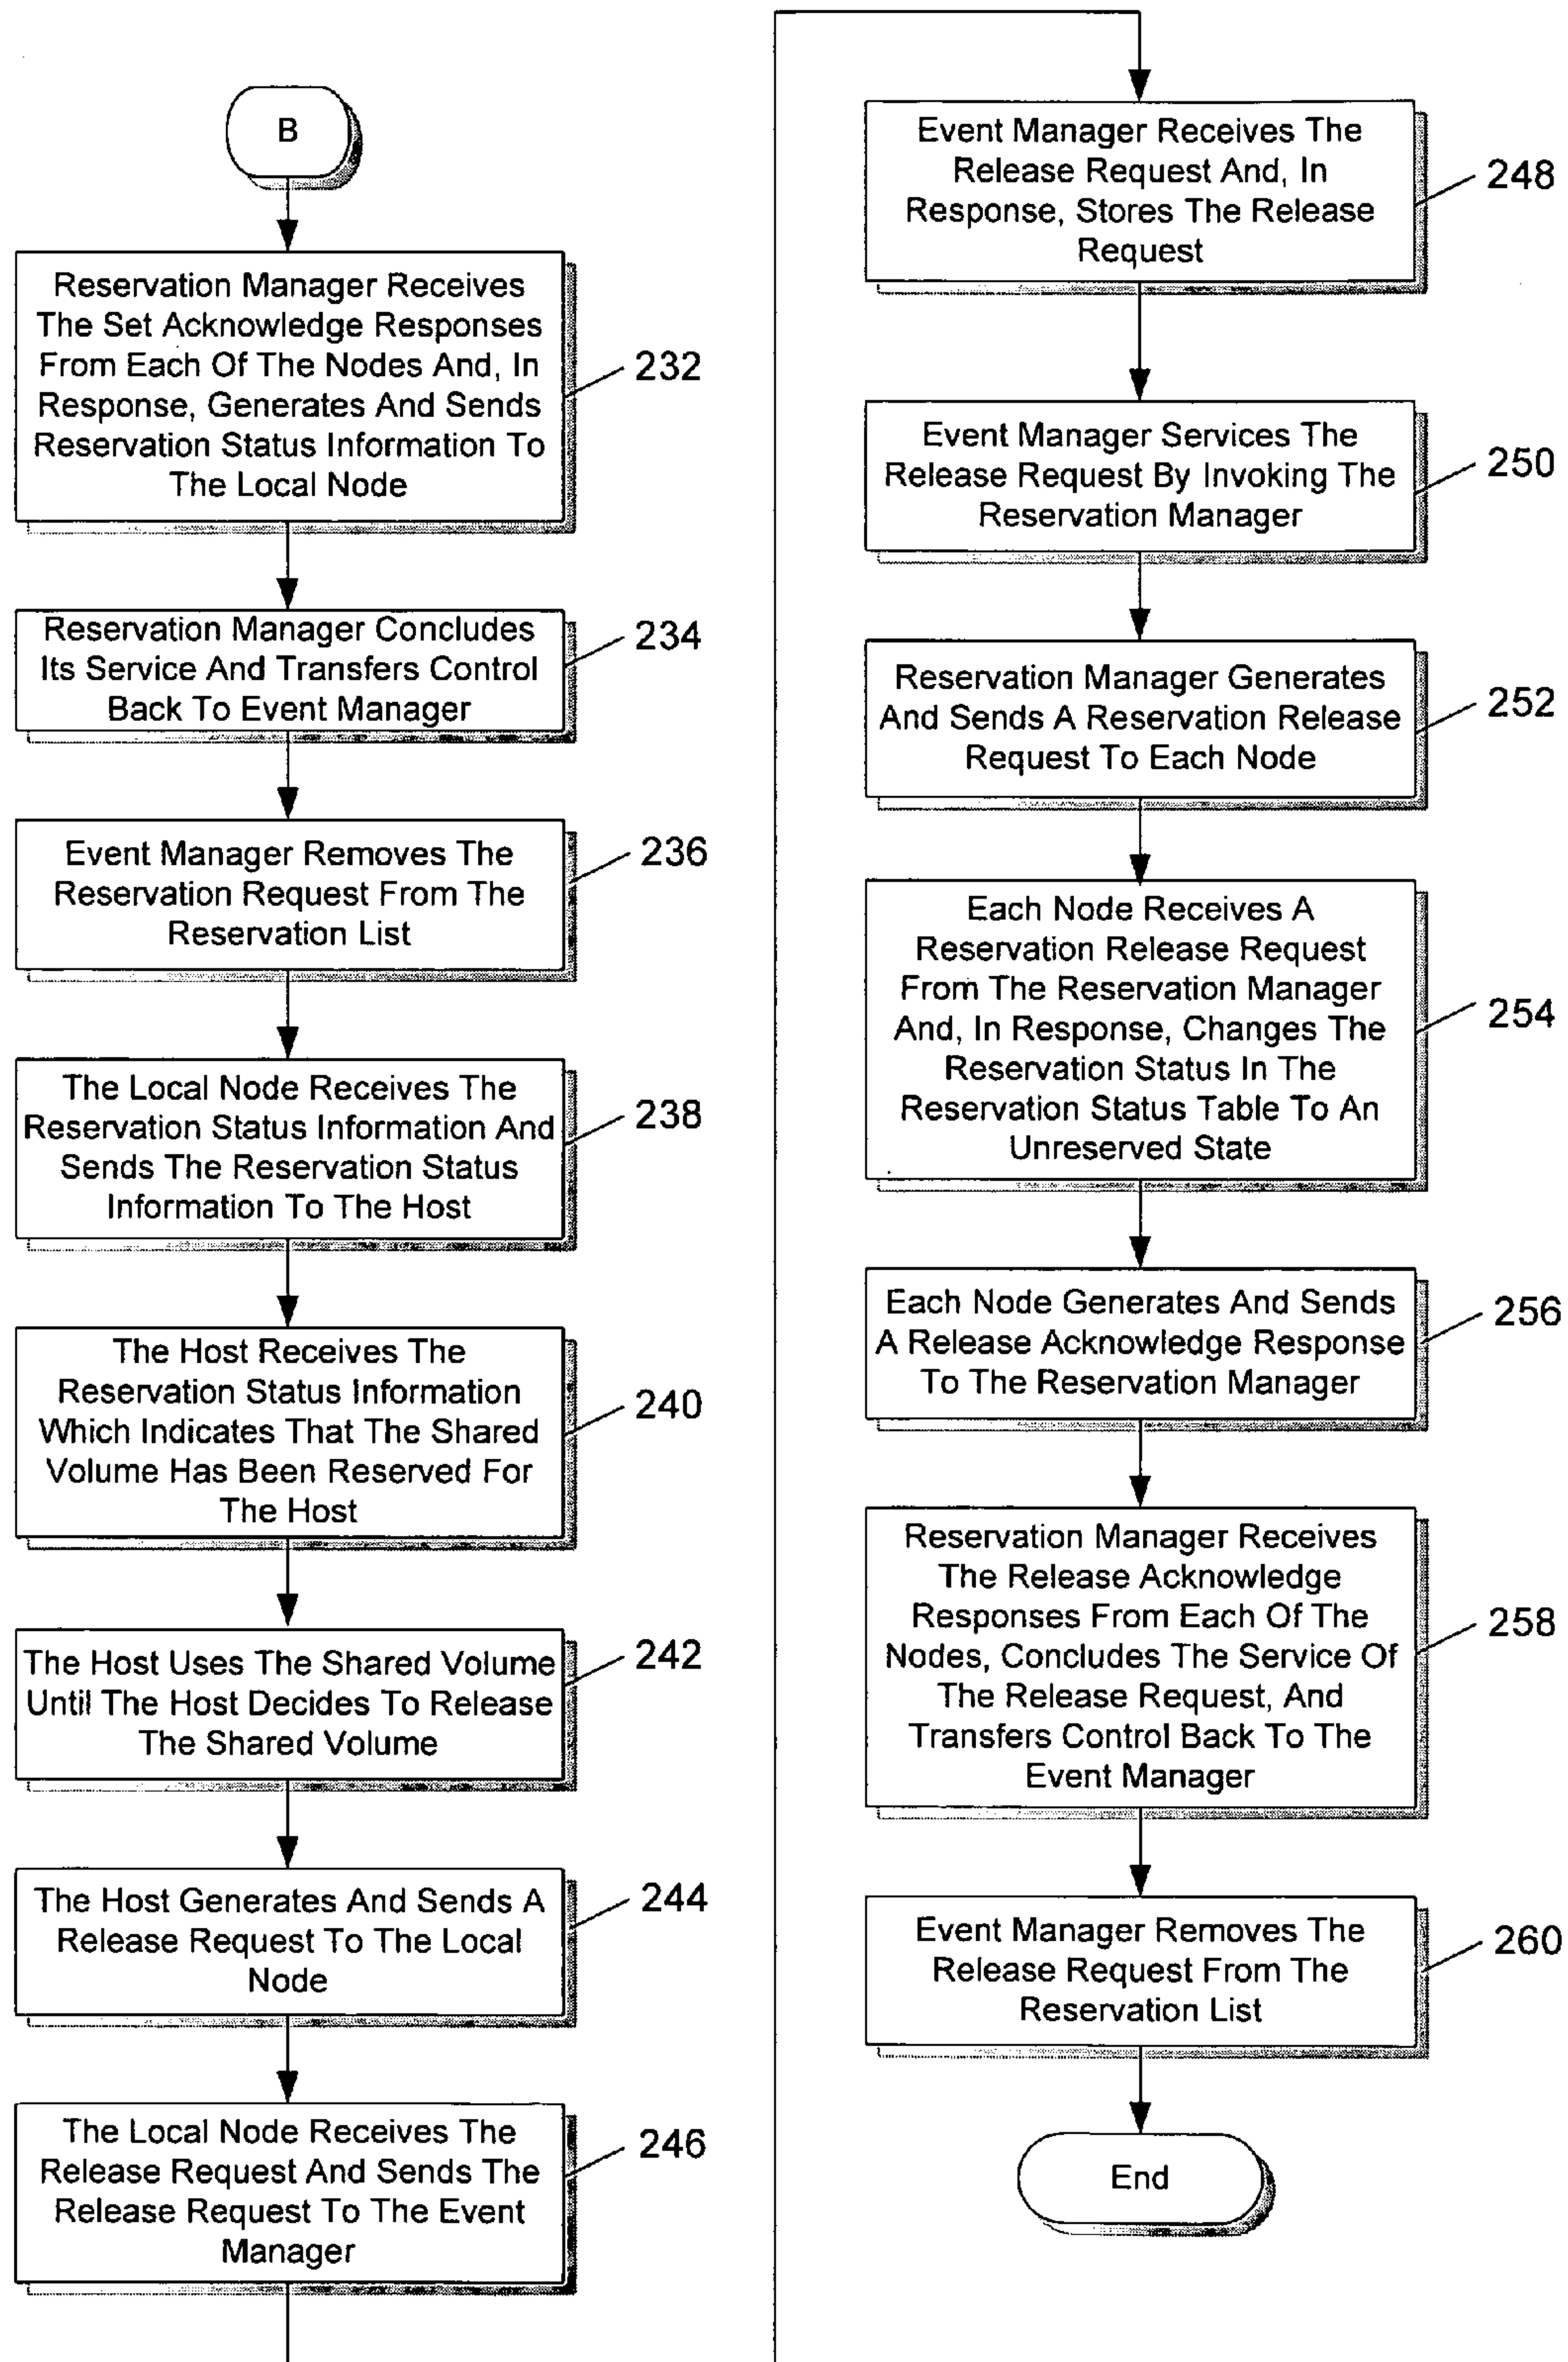 B
Reservation Manager Receives
The Set Acknowledge Responses
From Each Of The Nodes And, In
Response, Generates And Sends
Reservation Status Information To
The Local Node
232
Reservation Manager Concludes
Its Service And Transfers Control
Back To Event Manager
234
Event Manager Removes The
Reservation Request From The
Reservation List
236
The Local Node Receives The
Reservation Status Information And
Sends The Reservation Status
Information To The Host
238
The Host Receives The
Reservation Status Information
Which Indicates That The Shared
Volume Has Been Reserved For
The Host
240
The Host Uses The Shared Volume
Until The Host Decides To Release
The Shared Volume
242
The Host Generates And Sends A
Release Request To The Local
Node
244
The Local Node Receives The
Release Request And Sends The
Release Request To The Event
Manager
246
Event Manager Receives The
Release Request And, In
Response, Stores The Release
Request
248
Event Manager Services The
Release Request By Invoking The
Reservation Manager
250
Reservation Manager Generates
And Sends A Reservation Release
Request To Each Node
252
Each Node Receives A
Reservation Release Request
From The Reservation Manager
And, In Response, Changes The
Reservation Status In The
Reservation Status Table To An
Unreserved State
254
Each Node Generates And Sends
A Release Acknowledge Response
To The Reservation Manager
256
Reservation Manager Receives
The Release Acknowledge
Responses From Each Of The
Nodes, Concludes The Service Of
The Release Request, And
Transfers Control Back To The
Event Manager
258
Event Manager Removes The
Release Request From The
Reservation List
260
End